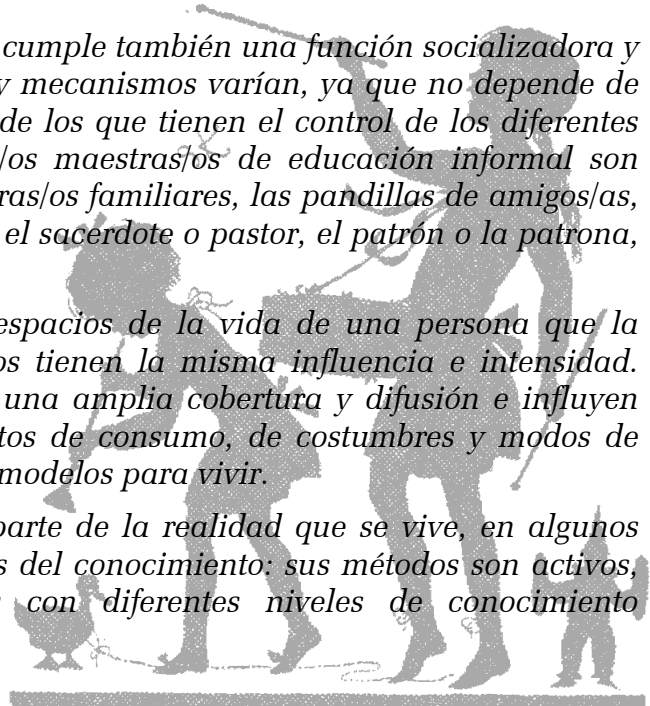 cumple también una función socializadora y
y mecanismos varían, ya que no depende de
de los que tienen el control de los diferentes
/os maestras/os de educación informal son
ras/os familiares, las pandillas de amigos/as,
el sacerdote o pastor, el patrón o la patrona,
espacios de la vida de una persona que la
os tienen la misma influencia e intensidad.
una amplia cobertura y difusión e influyen
tos de consumo, de costumbres y modos de
modelos para vivir.
parte de la realidad que se vive, en algunos
s del conocimiento: sus métodos son activos,
con diferentes niveles de conocimiento